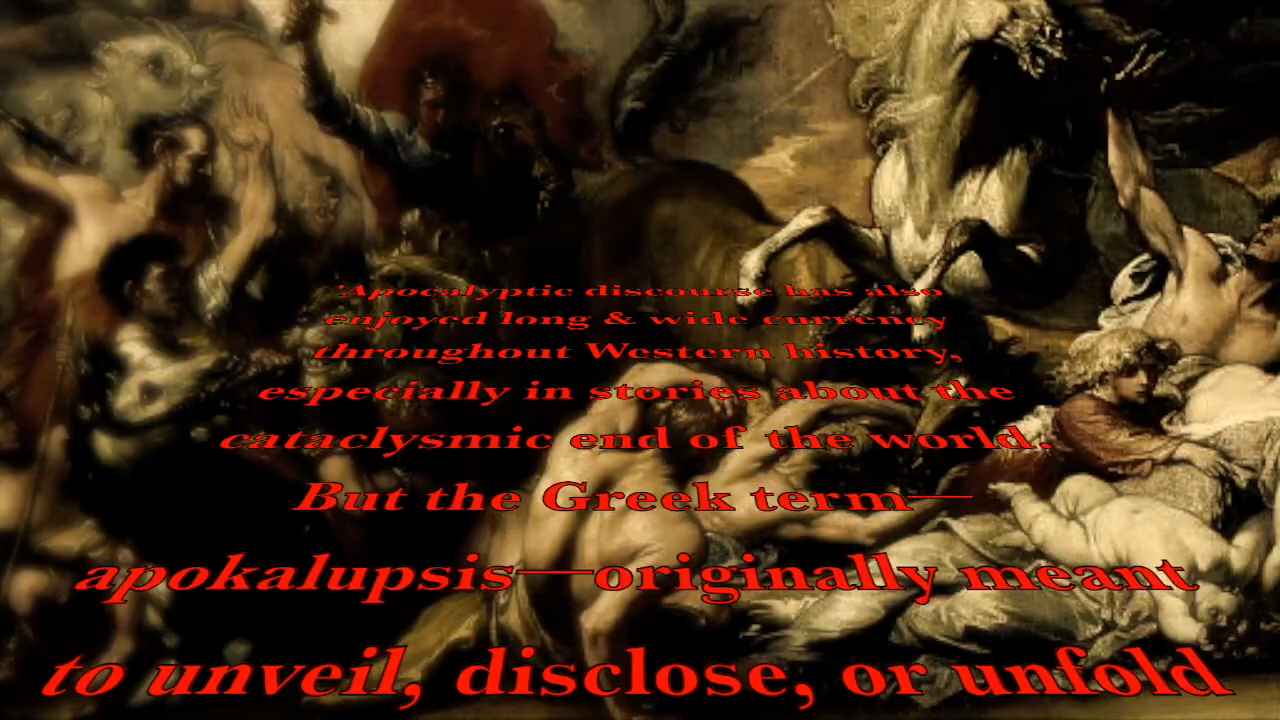 'Apocalyptic discourse has also
enjoyed long & wide currency
throughout Western history,
especially in stories about the
cataclysmic end of the world.
But the Greek term—
apokalupsis—originally meant
to unveil, disclose, or unfold